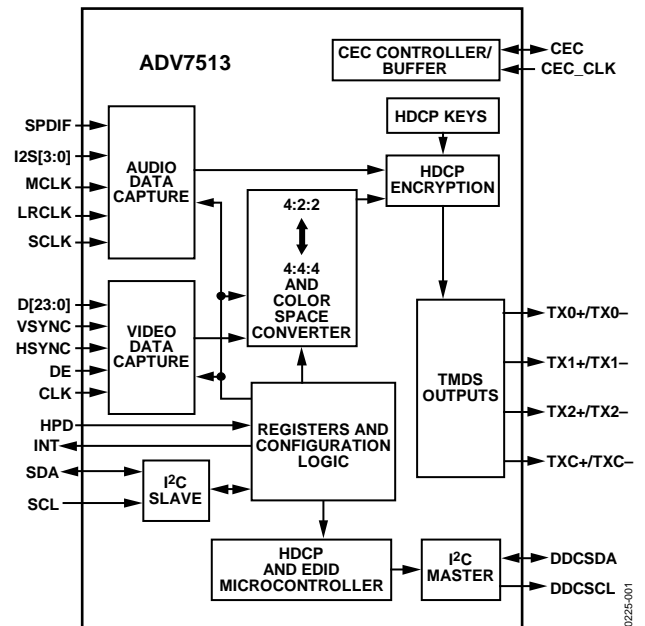 ADV7513
CEC CONTROLLER/
BUFFER
CEC
CEC_CLK
HDCP KEYS
SPDIF
I2S[3:0]
MCLK
LRCLK
SCLK
AUDIO
DATA
CAPTURE
HDCP
ENCRYPTION
4:2:2
4:4:4
AND
COLOR
SPACE
CONVERTER
D[23:0]
VSYNC
HSYNC
DE
CLK
VIDEO
DATA
CAPTURE
TMDS
OUTPUTS
TX0+/TX0–
TX1+/TX1–
TX2+/TX2–
TXC+/TXC–
HPD
INT
SDA
SCL
REGISTERS AND
CONFIGURATION
LOGIC
I²C
SLAVE
HDCP
AND EDID
MICROCONTROLLER
I²C
MASTER
DDCSDA
DDCSCL
0225-001